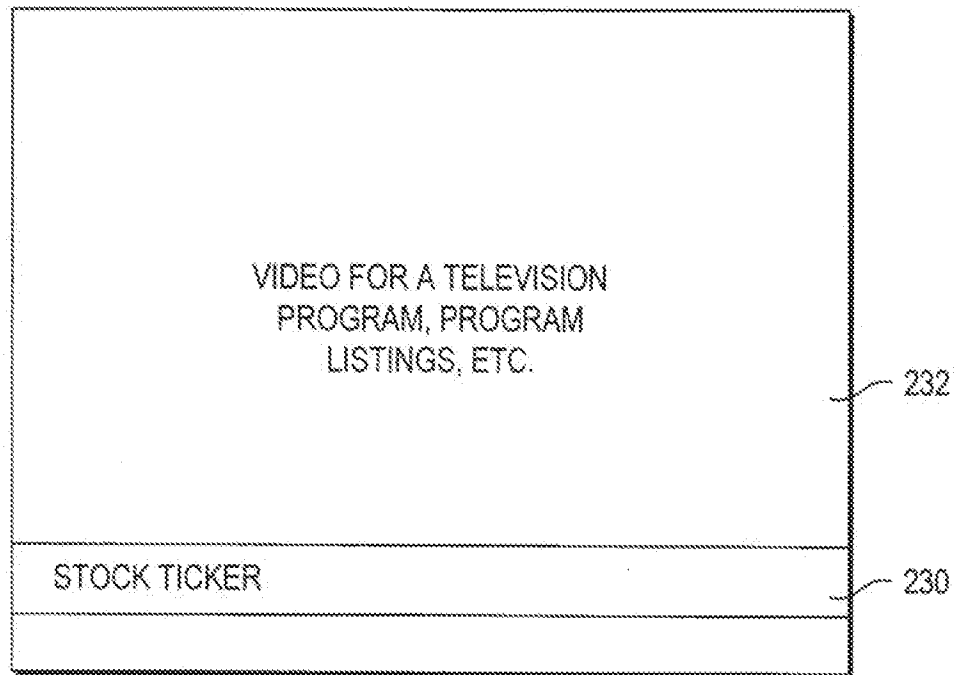 VIDEO FOR A TELEVISION
PROGRAM, PROGRAM
LISTINGS, ETC.
232
STOCK TICKER
230